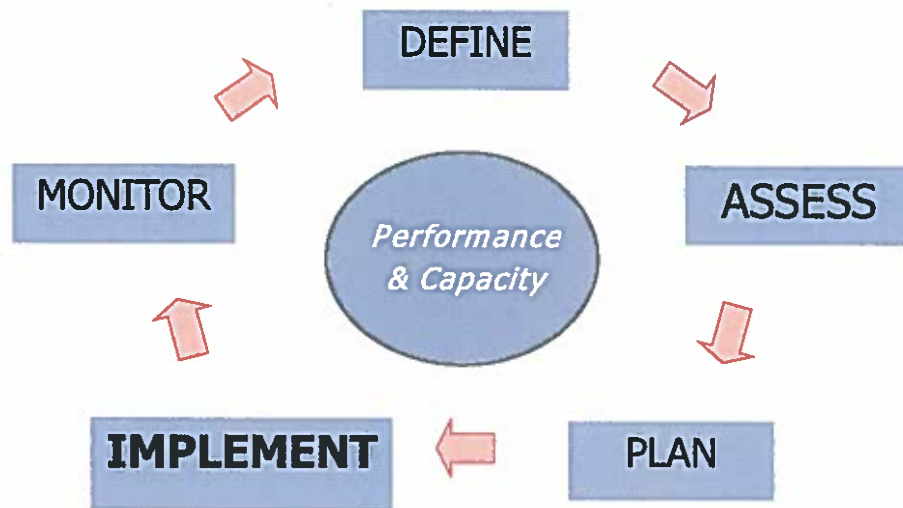 DEFINE
ASSESS
PLAN
IMPLEMENT
MONITOR
Performance
& Capacity